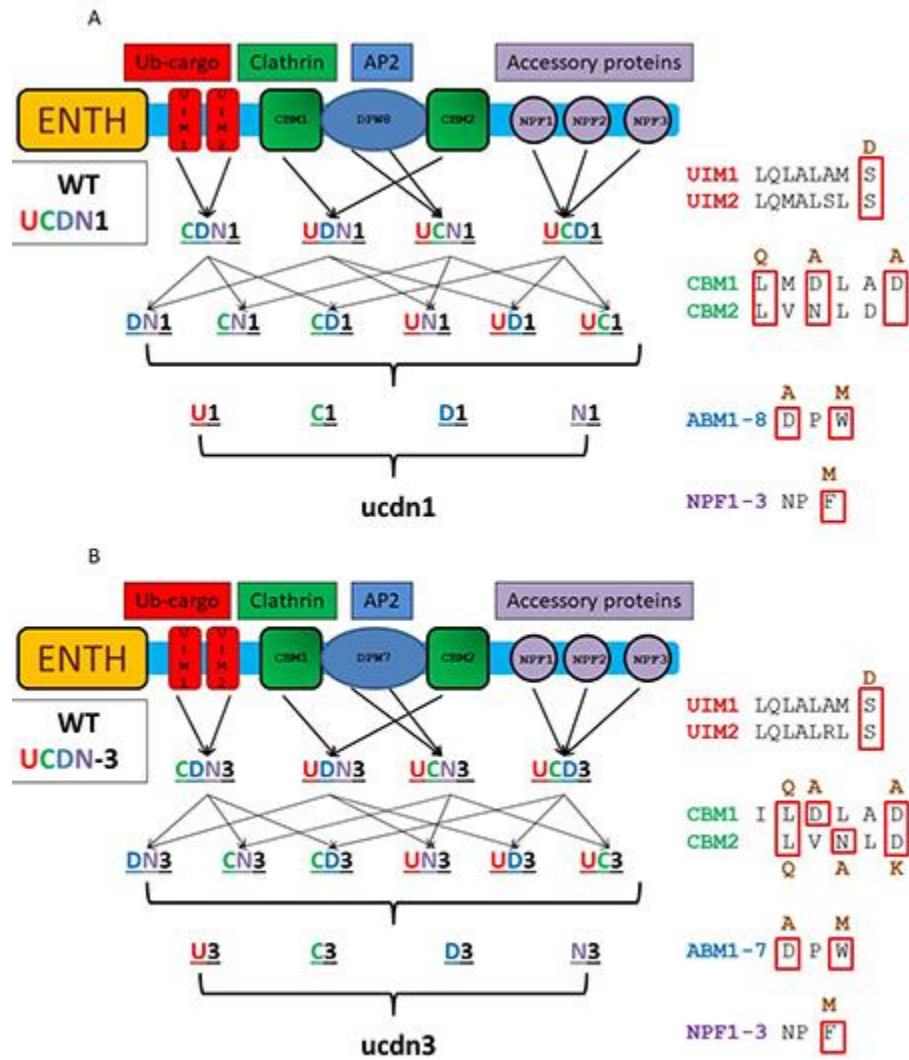 A
Ub-cargo Clathrin AP2 Accessory proteins
ENTH UIM1 UIM2 CBM1 DPW8 CBM2 NPF1 NPF2 NPF3
WT
UCDN1
CDN1 UDN1 UCN1 UCD1
DN1 CN1 CD1 UN1 UD1 UC1
U1 C1 D1 N1
ucdn1
D
UIM1 LQLALAM S
UIM2 LQMALSL S
Q A A
CBM1 L M D L A D
CBM2 L V N L D
A M
ABM1-8 D P W
M
NPF1-3 NP F
B
Ub-cargo Clathrin AP2 Accessory proteins
ENTH UIM1 UIM2 CBM1 DPW7 CBM2 NPF1 NPF2 NPF3
WT
UCDN-3
CDN3 UDN3 UCN3 UCD3
DN3 CN3 CD3 UN3 UD3 UC3
U3 C3 D3 N3
ucdn3
D
UIM1 LQLALAM S
UIM2 LQLALRL S
Q A A
CBM1 I L D L A D
CBM2 L V N L D
Q A K
A M
ABM1-7 D P W
M
NPF1-3 NP F